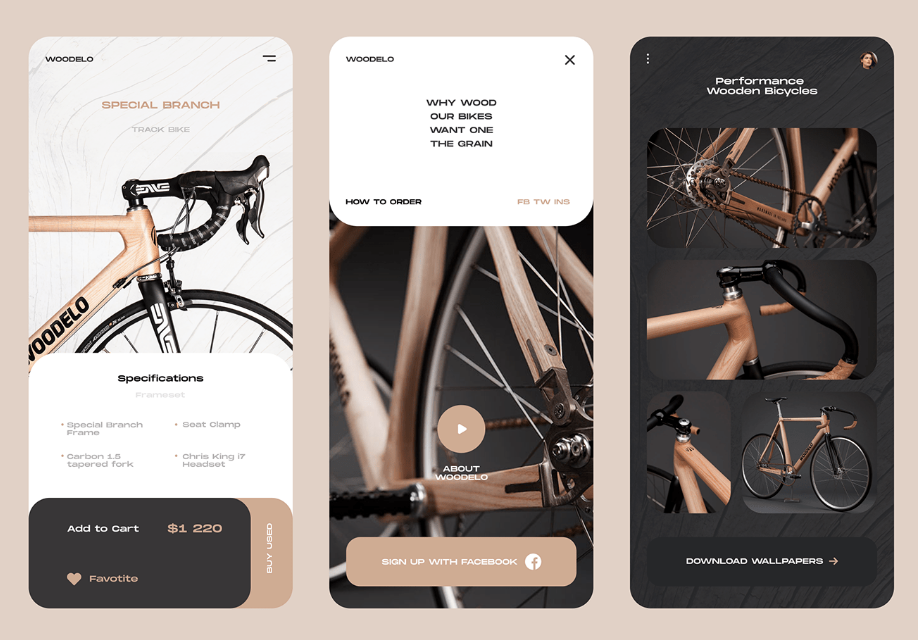 WOODELO
SPECIAL BRANCH
TRACK BIKE
ENVE
WOODELO
Specifications
Frameset
Special Branch
Frame
Seat Clamp
Carbon 1.5
tapered fork
Chris King i7
Headset
Add to Cart
$1 220
Favotite
BUY USED
WOODELO
WHY WOOD
OUR BIKES
WANT ONE
THE GRAIN
HOW TO ORDER
FB TW INS
ABOUT
WOODELO
SIGN UP WITH FACEBOOK
Performance
Wooden Bicycles
DOWNLOAD WALLPAPERS